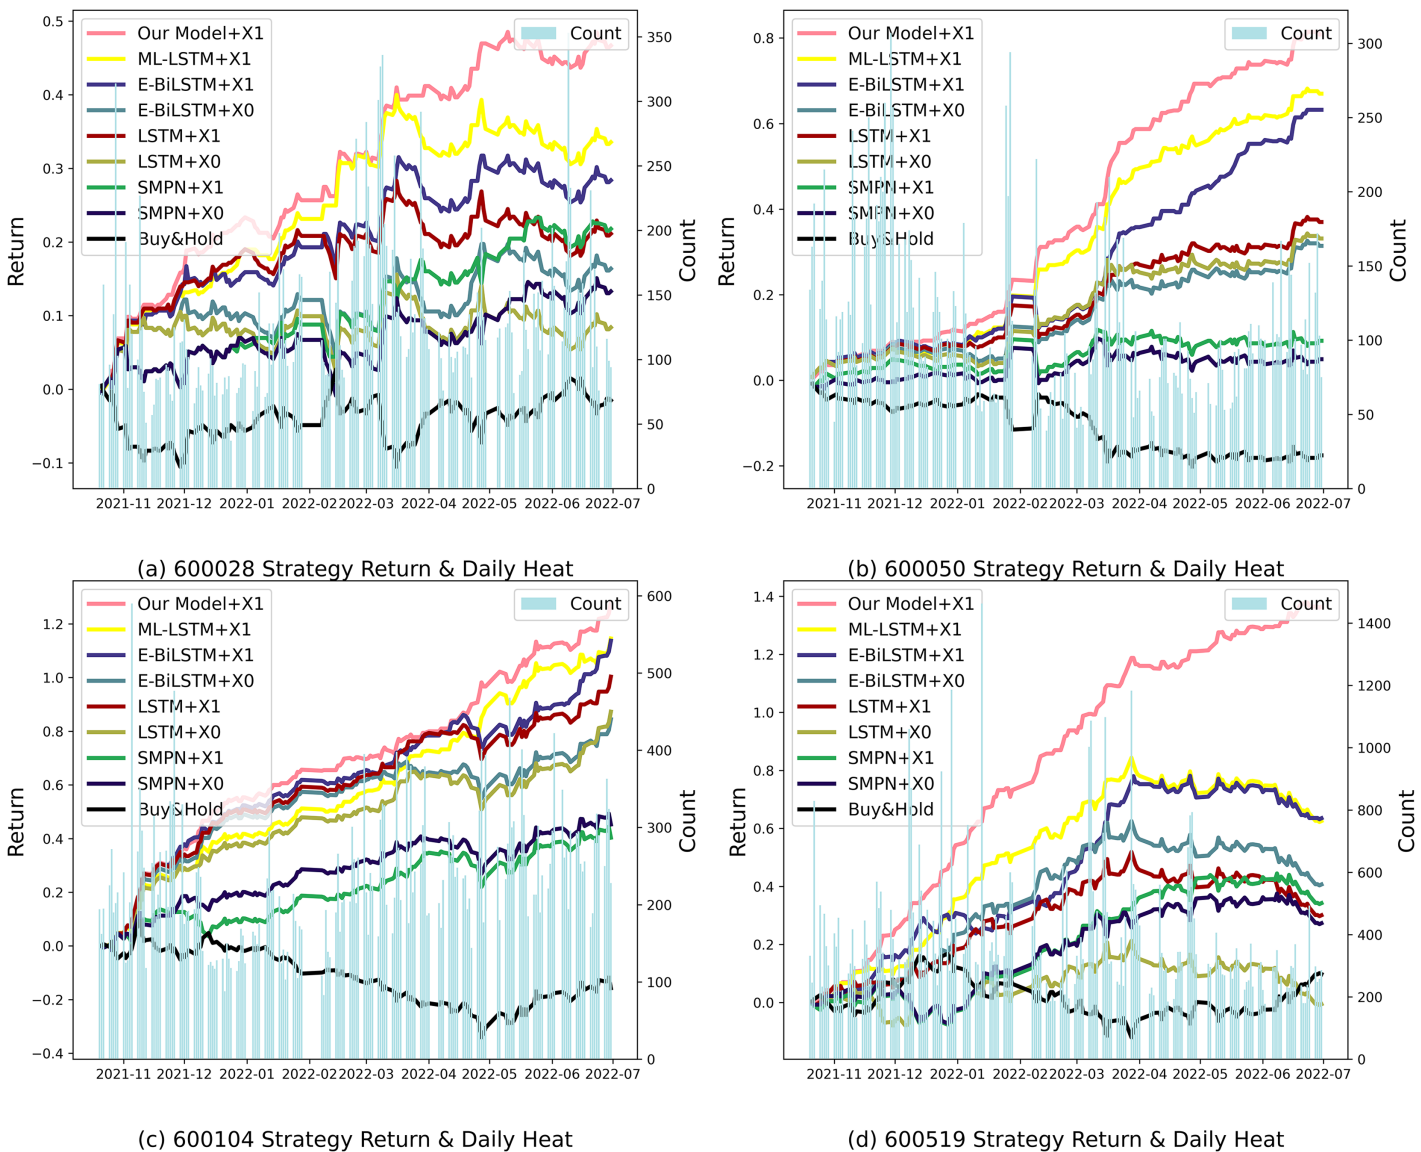 Our Model+X1
ML-LSTM+X1
E-BiLSTM+X1
E-BiLSTM+X0
LSTM+X1
LSTM+X0
SMPN+X1
SMPN+X0
Buy&Hold
Count
0.5
0.4
0.3
0.2
0.1
0.0
−0.1
Return
350
300
250
200
150
100
50
0
Count
2021-11 2021-12 2022-01 2022-02 2022-03 2022-04 2022-05 2022-06 2022-07
(a) 600028 Strategy Return & Daily Heat
Our Model+X1
ML-LSTM+X1
E-BiLSTM+X1
E-BiLSTM+X0
LSTM+X1
LSTM+X0
SMPN+X1
SMPN+X0
Buy&Hold
Count
0.8
0.6
0.4
0.2
0.0
−0.2
Return
300
250
200
150
100
50
0
Count
2021-11 2021-12 2022-01 2022-02 2022-03 2022-04 2022-05 2022-06 2022-07
(b) 600050 Strategy Return & Daily Heat
Our Model+X1
ML-LSTM+X1
E-BiLSTM+X1
E-BiLSTM+X0
LSTM+X1
LSTM+X0
SMPN+X1
SMPN+X0
Buy&Hold
Count
1.2
1.0
0.8
0.6
0.4
0.2
0.0
−0.2
−0.4
Return
600
500
400
300
200
100
0
Count
2021-11 2021-12 2022-01 2022-02 2022-03 2022-04 2022-05 2022-06 2022-07
(c) 600104 Strategy Return & Daily Heat
Our Model+X1
ML-LSTM+X1
E-BiLSTM+X1
E-BiLSTM+X0
LSTM+X1
LSTM+X0
SMPN+X1
SMPN+X0
Buy&Hold
Count
1.4
1.2
1.0
0.8
0.6
0.4
0.2
0.0
Return
1400
1200
1000
800
600
400
200
0
Count
2021-11 2021-12 2022-01 2022-02 2022-03 2022-04 2022-05 2022-06 2022-07
(d) 600519 Strategy Return & Daily Heat